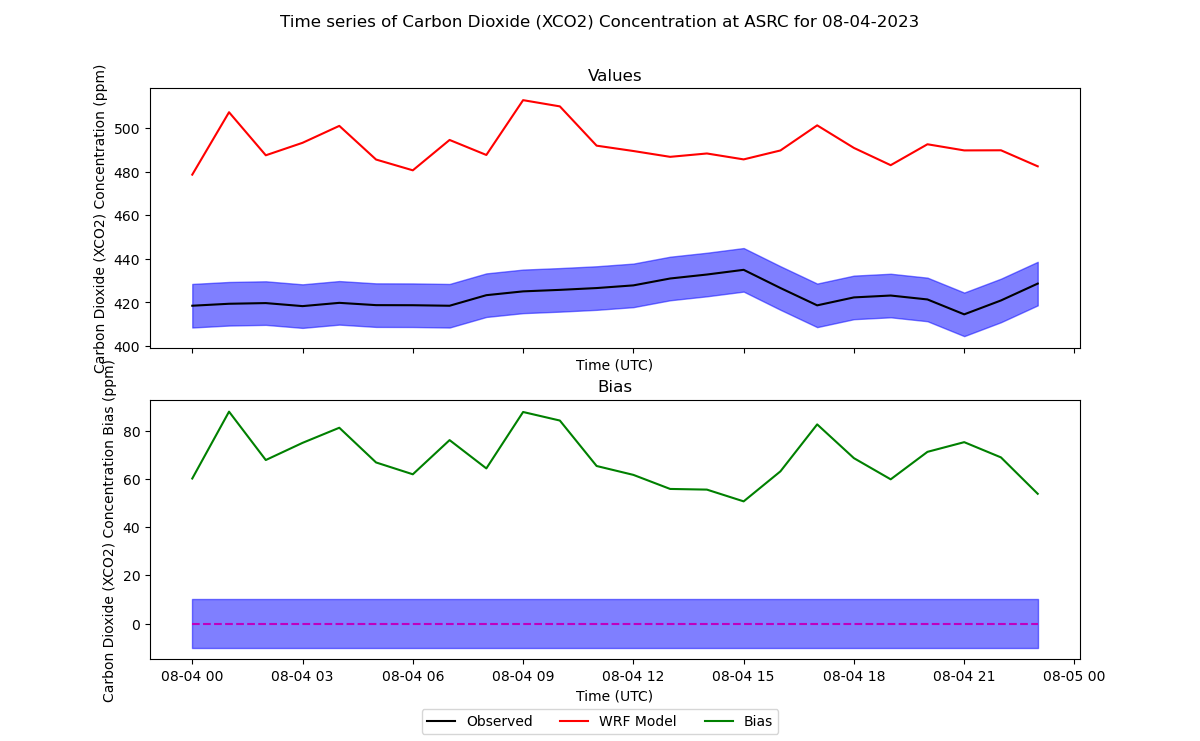 Time series of Carbon Dioxide (XCO2) Concentration at ASRC for 08-04-2023
Values
Carbon Dioxide (XCO2) Concentration (ppm)
500
480
460
440
420
400
Time (UTC)
Bias
Carbon Dioxide (XCO2) Concentration Bias (ppm)
80
60
40
20
0
08-04 00 08-04 03 08-04 06 08-04 09 08-04 12 08-04 15 08-04 18 08-04 21 08-05 00
Time (UTC)
Observed WRF Model Bias